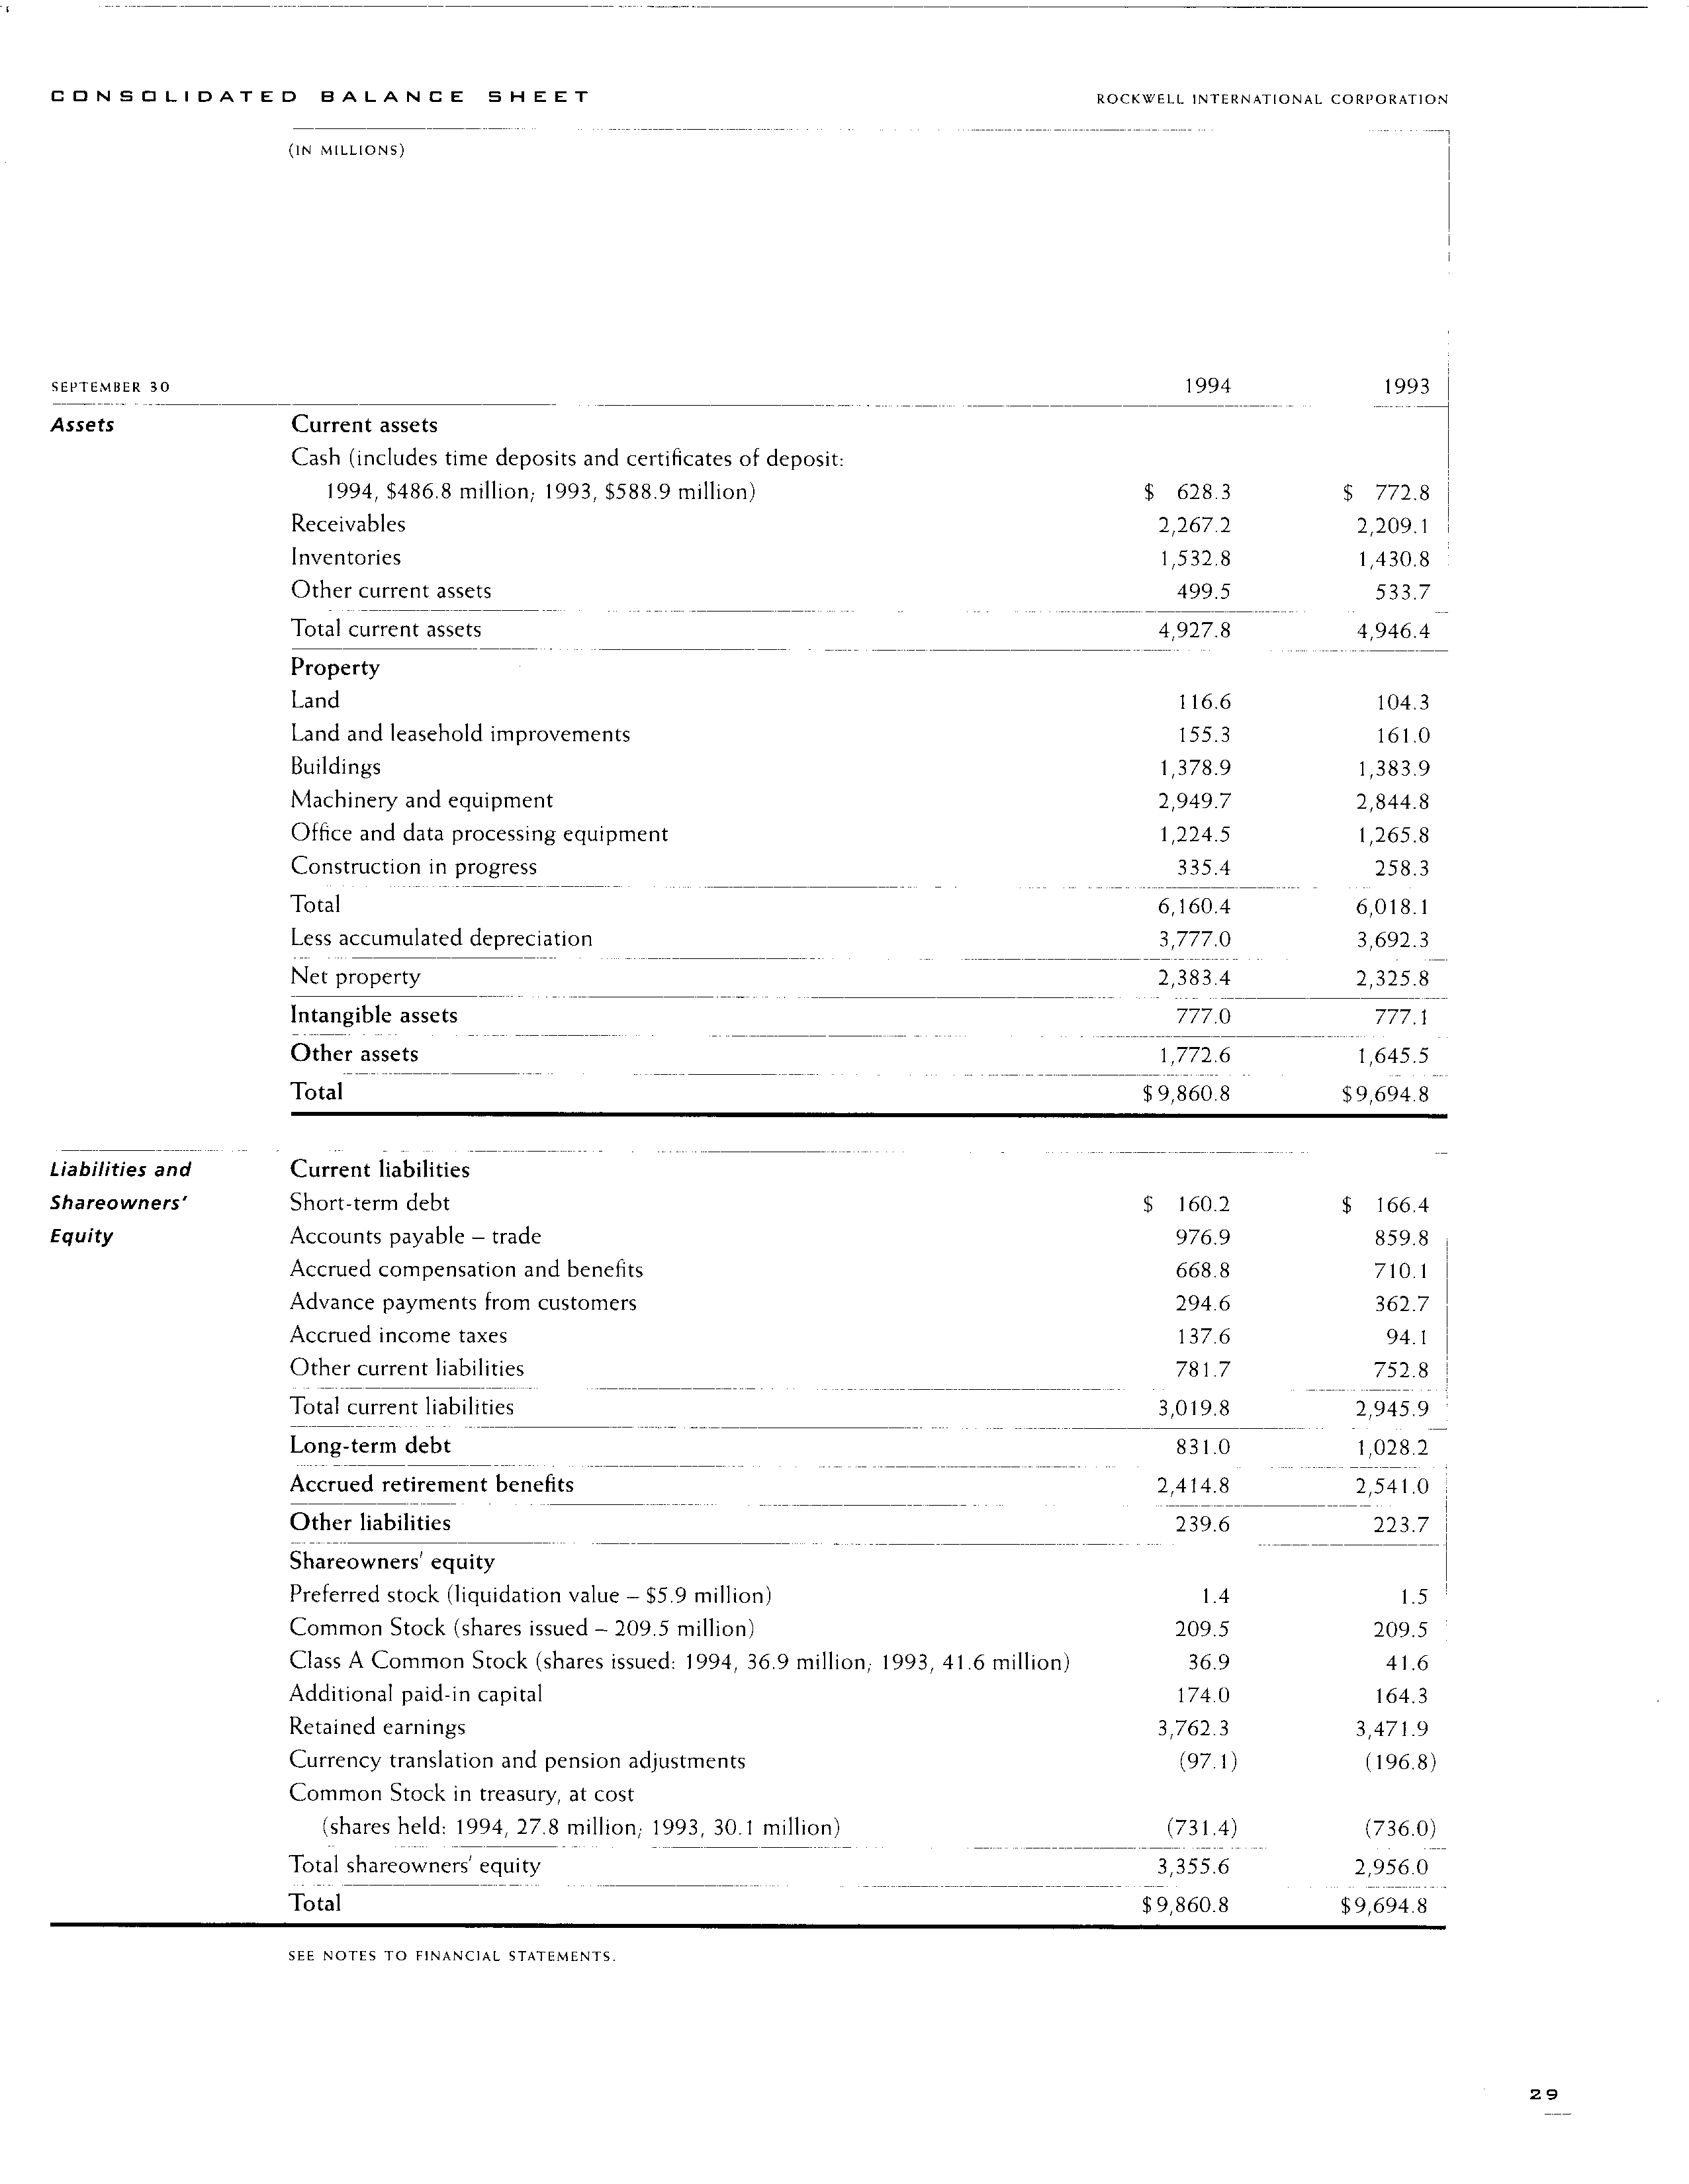 CONSOLIDATED BALANCE SHEET ROCKWELL INTERNATIONAL CORPORATION
(IN MILLIONS)
SEPTEMBER 30 1994 1993
Assets Current assets
Cash (includes time deposits and certificates of deposit:
1994, $486.8 million; 1993, $588.9 million) $ 628.3 $ 772.8
Receivables 2,267.2 2,209.1
Inventories 1,532.8 1,430.8
Other current assets 499.5 533.7
Total current assets 4,927.8 4,946.4
Property
Land 116.6 104.3
Land and leasehold improvements 155.3 161.0
Buildings 1,378.9 1,383.9
Machinery and equipment 2,949.7 2,844.8
Office and data processing equipment 1,224.5 1,265.8
Construction in progress 335.4 258.3
Total 6,160.4 6,018.1
Less accumulated depreciation 3,777.0 3,692.3
Net property 2,383.4 2,325.8
Intangible assets 777.0 777.1
Other assets 1,772.6 1,645.5
Total $9,860.8 $9,694.8
Liabilities and Current liabilities
Shareowners' Short-term debt $ 160.2 $ 166.4
Equity Accounts payable – trade 976.9 859.8
Accrued compensation and benefits 668.8 710.1
Advance payments from customers 294.6 362.7
Accrued income taxes 137.6 94.1
Other current liabilities 781.7 752.8
Total current liabilities 3,019.8 2,945.9
Long-term debt 831.0 1,028.2
Accrued retirement benefits 2,414.8 2,541.0
Other liabilities 239.6 223.7
Shareowners' equity
Preferred stock (liquidation value – $5.9 million) 1.4 1.5
Common Stock (shares issued – 209.5 million) 209.5 209.5
Class A Common Stock (shares issued: 1994, 36.9 million; 1993, 41.6 million) 36.9 41.6
Additional paid-in capital 174.0 164.3
Retained earnings 3,762.3 3,471.9
Currency translation and pension adjustments (97.1) (196.8)
Common Stock in treasury, at cost
(shares held: 1994, 27.8 million; 1993, 30.1 million) (731.4) (736.0)
Total shareowners' equity 3,355.6 2,956.0
Total $9,860.8 $9,694.8
SEE NOTES TO FINANCIAL STATEMENTS.
29